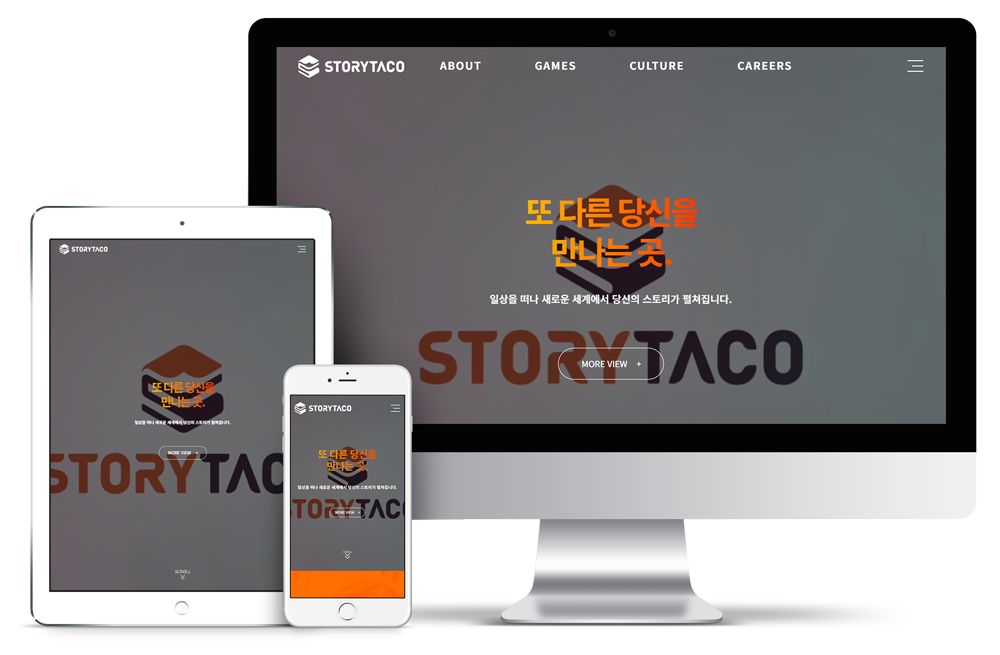 STORYTACO ABOUT GAMES CULTURE CAREERS
또 다른 당신을
만나는 곳.
일상을 떠나 새로운 세계에서 당신의 스토리가 펼쳐집니다.
STORYTACO
MORE VIEW +
STORYTACO
또 다른 당신을
만나는 곳.
일상을 떠나 새로운 세계에서 당신의 스토리가 펼쳐집니다.
MORE VIEW +
STORYTAC
SCROLL
STORYTACO
또 다른 당신을
만나는 곳.
일상을 떠나 새로운 세계에서 당신의 스토리가 펼쳐집니다.
STORYTAC
MORE VIEW +